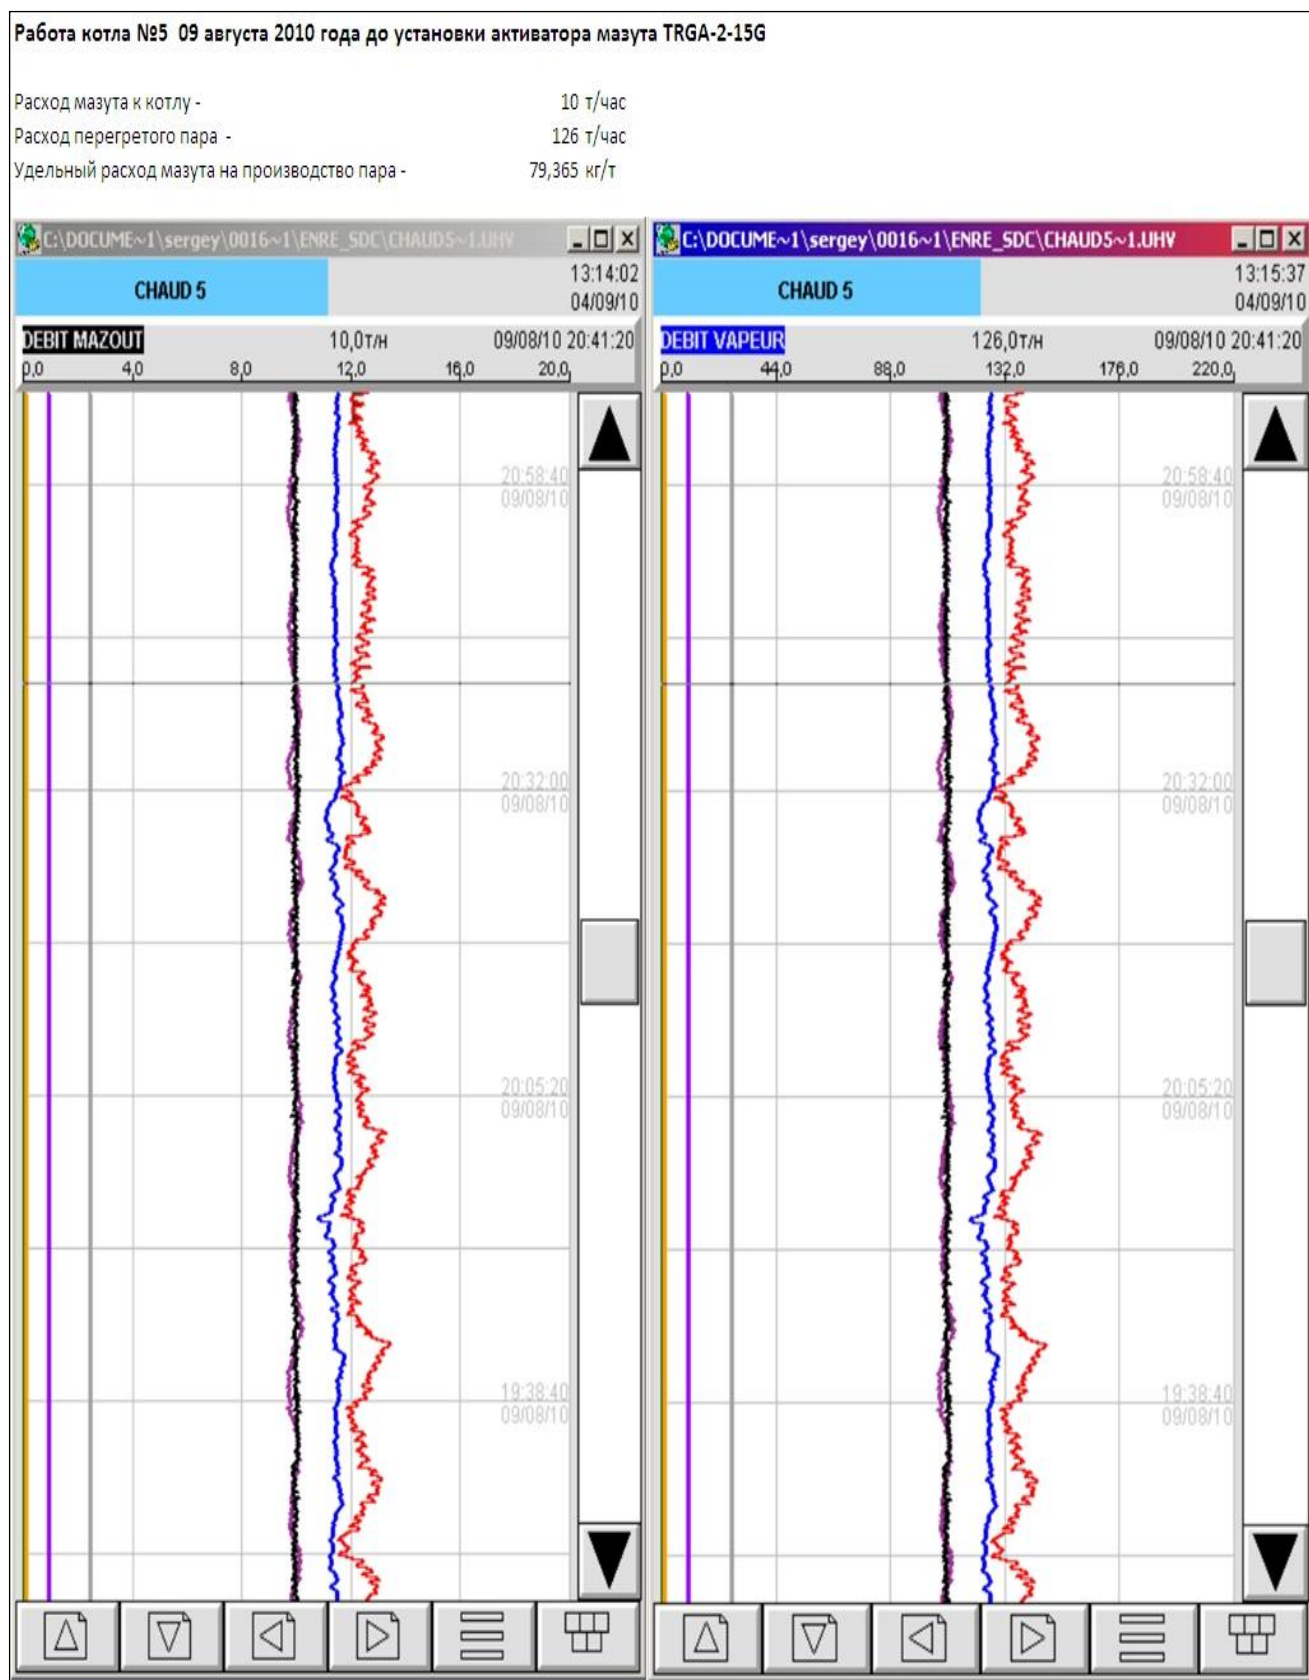 Работа котла №5 09 августа 2010 года до установки активатора мазута TRGA-2-15G
Расход мазута к котлу - 10 т/час
Расход перегретого пара - 126 т/час
Удельный расход мазута на производство пара - 79,365 кг/т
C:\DOCUME~1\sergey\0016~1\ENRE_SDC\CHAUD5~1.UHV
CHAUD 5
13:14:02
04/09/10
DEBIT MAZOUT 10,0т/н 09/08/10 20:41:20
0,0 4,0 8,0 12,0 16,0 20,0
20:58:40
09/08/10
20:32:00
09/08/10
20:05:20
09/08/10
19:38:40
09/08/10
C:\DOCUME~1\sergey\0016~1\ENRE_SDC\CHAUD5~1.UHV
CHAUD 5
13:15:37
04/09/10
DEBIT VAPEUR 126,0т/н 09/08/10 20:41:20
0,0 44,0 88,0 132,0 176,0 220,0
20:58:40
09/08/10
20:32:00
09/08/10
20:05:20
09/08/10
19:38:40
09/08/10